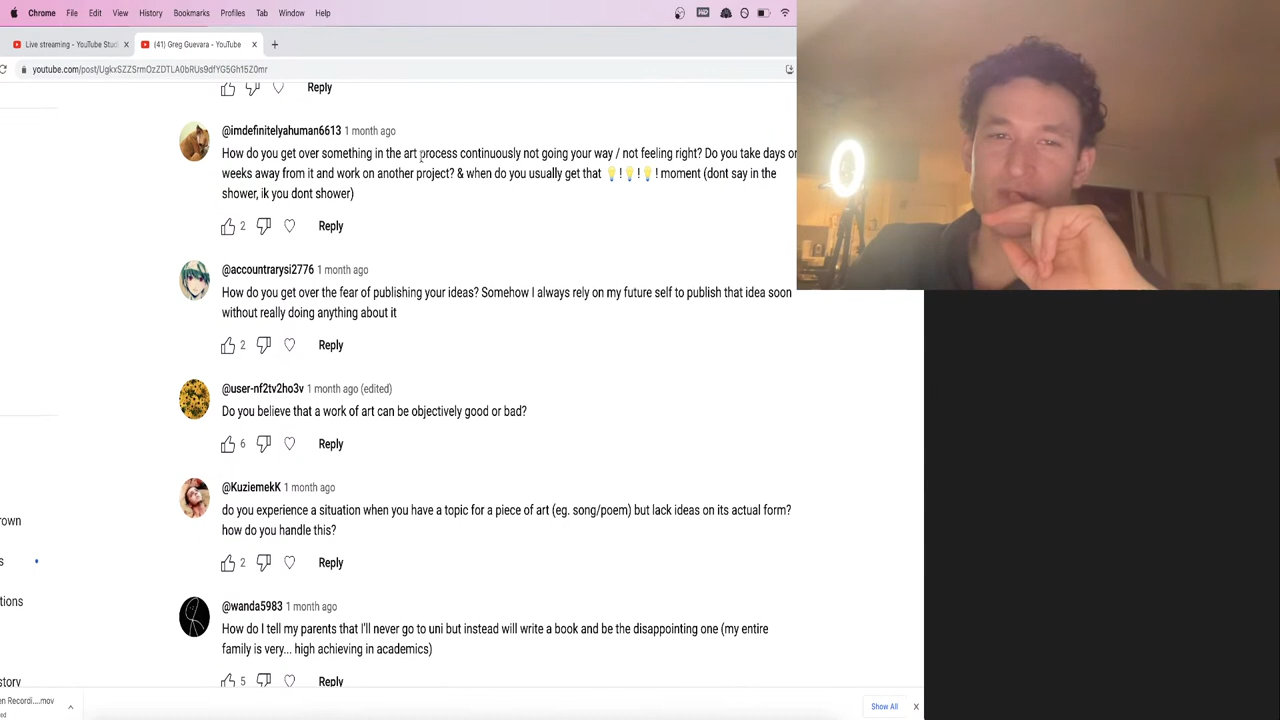 Chrome File Edit View History Bookmarks Profiles Tab Window Help
Live streaming - YouTube Stud (41) Greg Guevara - YouTube
youtube.com/post/UgkxSZZSrmOzZDTLA0bRUs9dfYG5Gh15Z0mr
Reply
@imdefinitelyahuman6613 1 month ago
How do you get over something in the art process continuously not going your way / not feeling right? Do you take days or
weeks away from it and work on another project? & when do you usually get that 💡!💡!💡! moment (dont say in the
shower, ik you dont shower)
2 Reply
@accountrarysi2776 1 month ago
How do you get over the fear of publishing your ideas? Somehow I always rely on my future self to publish that idea soon
without really doing anything about it
2 Reply
@user-nf2tv2ho3v 1 month ago (edited)
Do you believe that a work of art can be objectively good or bad?
6 Reply
@KuziemekK 1 month ago
do you experience a situation when you have a topic for a piece of art (eg. song/poem) but lack ideas on its actual form?
how do you handle this?
rown
2 Reply
s
tions
@wanda5983 1 month ago
How do I tell my parents that I'll never go to uni but instead will write a book and be the disappointing one (my entire
family is very... high achieving in academics)
story
5 Reply
en Recordi....mov
Show All